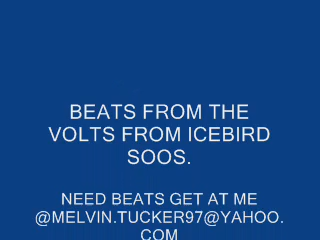 BEATS FROM THE
VOLTS FROM ICEBIRD
SOOS.
NEED BEATS GET AT ME
@MELVIN.TUCKER97@YAHOO.
COM